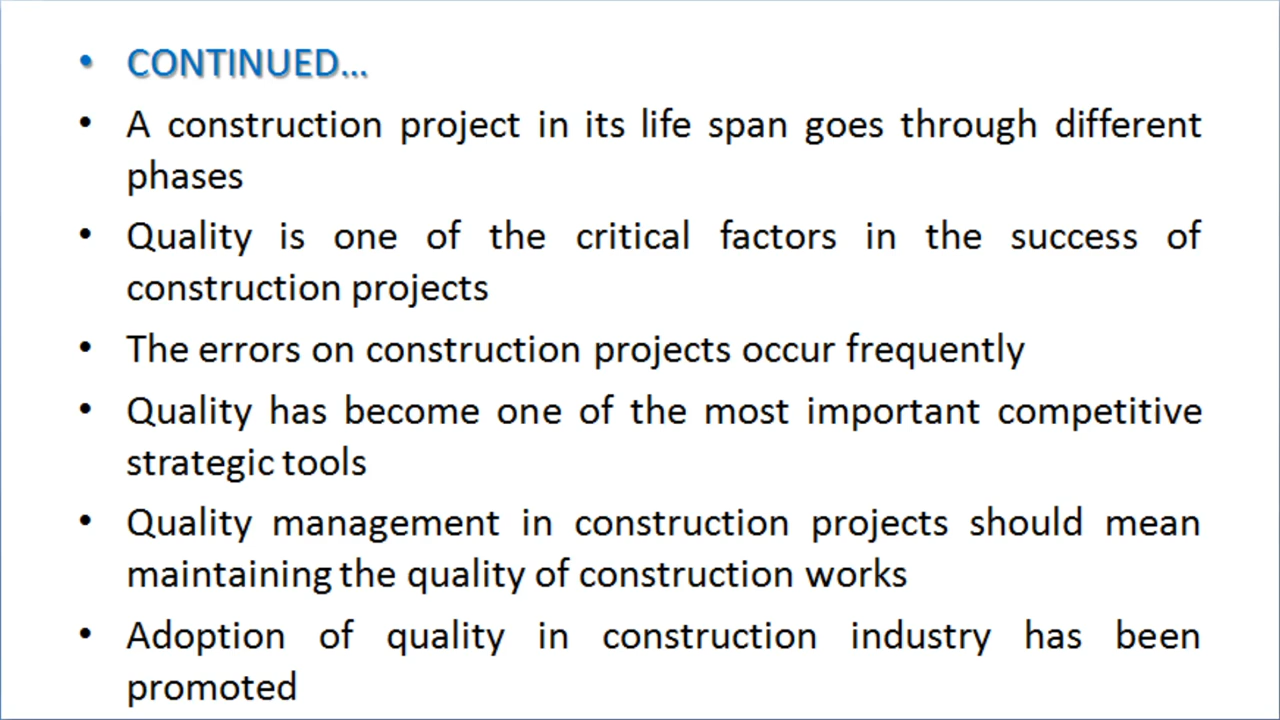 • CONTINUED...
• A construction project in its life span goes through different
phases
• Quality is one of the critical factors in the success of
construction projects
• The errors on construction projects occur frequently
• Quality has become one of the most important competitive
strategic tools
• Quality management in construction projects should mean
maintaining the quality of construction works
• Adoption of quality in construction industry has been
promoted